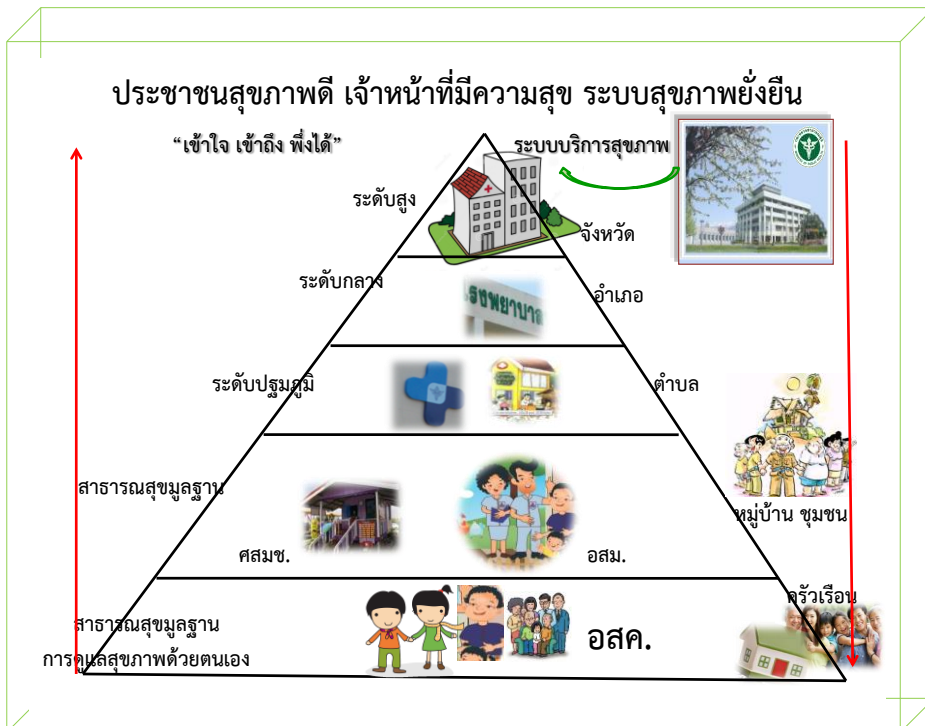 ประชาชนสุขภาพดี เจ้าหน้าที่มีความสุข ระบบสุขภาพยั่งยืน
“เข้าใจ เข้าถึง พึ่งได้”
ระบบบริการสุขภาพ
ระดับสูง
จังหวัด
ระดับกลาง
อำเภอ
โรงพยาบาล
ระดับปฐมภูมิ
ตำบล
สาธารณสุขมูลฐาน
หมู่บ้าน ชุมชน
ศสมช.
อสม.
ครัวเรือน
สาธารณสุขมูลฐาน
การดูแลสุขภาพด้วยตนเอง
อสค.